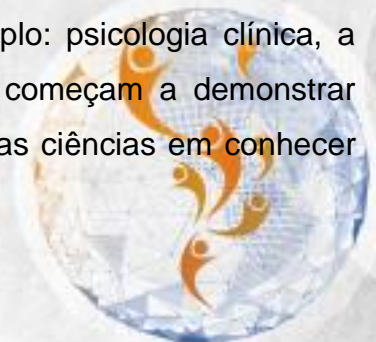 plo: psicologia clínica, a
começam a demonstrar
as ciências em conhecer